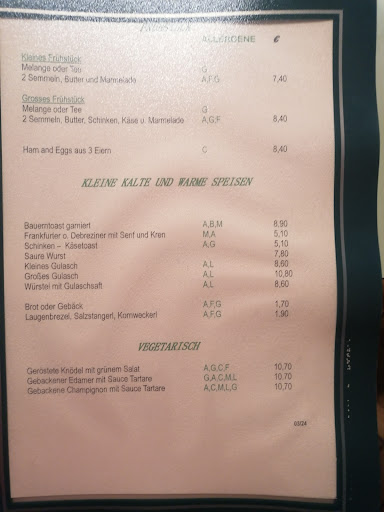 ALLERGENE €
Kleines Frühstück
Melange oder Tee G
2 Semmeln, Butter und Marmelade A,F,G 7,40
Grosses Frühstück
Melange oder Tee G
2 Semmeln, Butter, Schinken, Käse u. Marmelade A,G,F 8,40
Ham and Eggs aus 3 Eiern C 8,40
KLEINE KALTE UND WARME SPEISEN
Bauerntoast garniert A,B,M 8,90
Frankfurter o. Debreziner mit Senf und Kren M,A 5,10
Schinken – Käsetoast A,G 5,10
Saure Wurst 7,80
Kleines Gulasch A,L 8,60
Großes Gulasch A,L 10,80
Würstel mit Gulaschsaft A,L 8,60
Brot oder Gebäck A,F,G 1,70
Laugenbrezel, Salzstangerl, Kornweckerl A,F,G 1,90
VEGETARISCH
Geröstete Knödel mit grünem Salat A,G,C,F 10,70
Gebackener Edamer mit Sauce Tartare G,A,C,M,L 10,70
Gebackene Champignon mit Sauce Tartare A,C,M,L,G 10,70